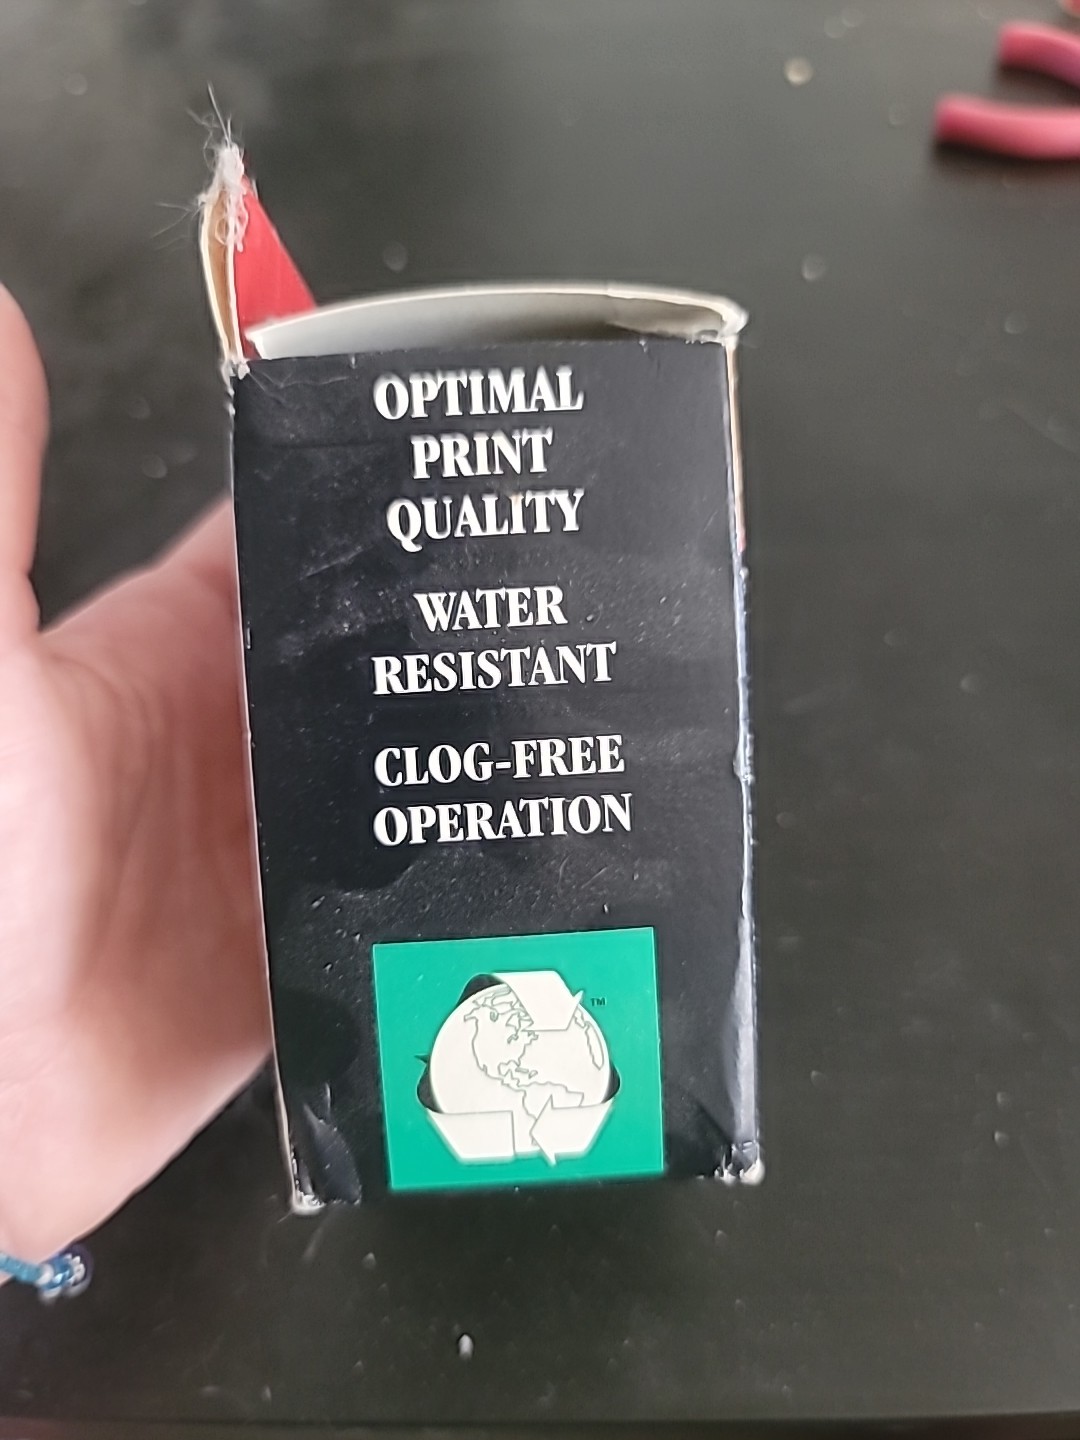 OPTIMAL
PRINT
QUALITY
WATER
RESISTANT
CLOG-FREE
OPERATION
TM